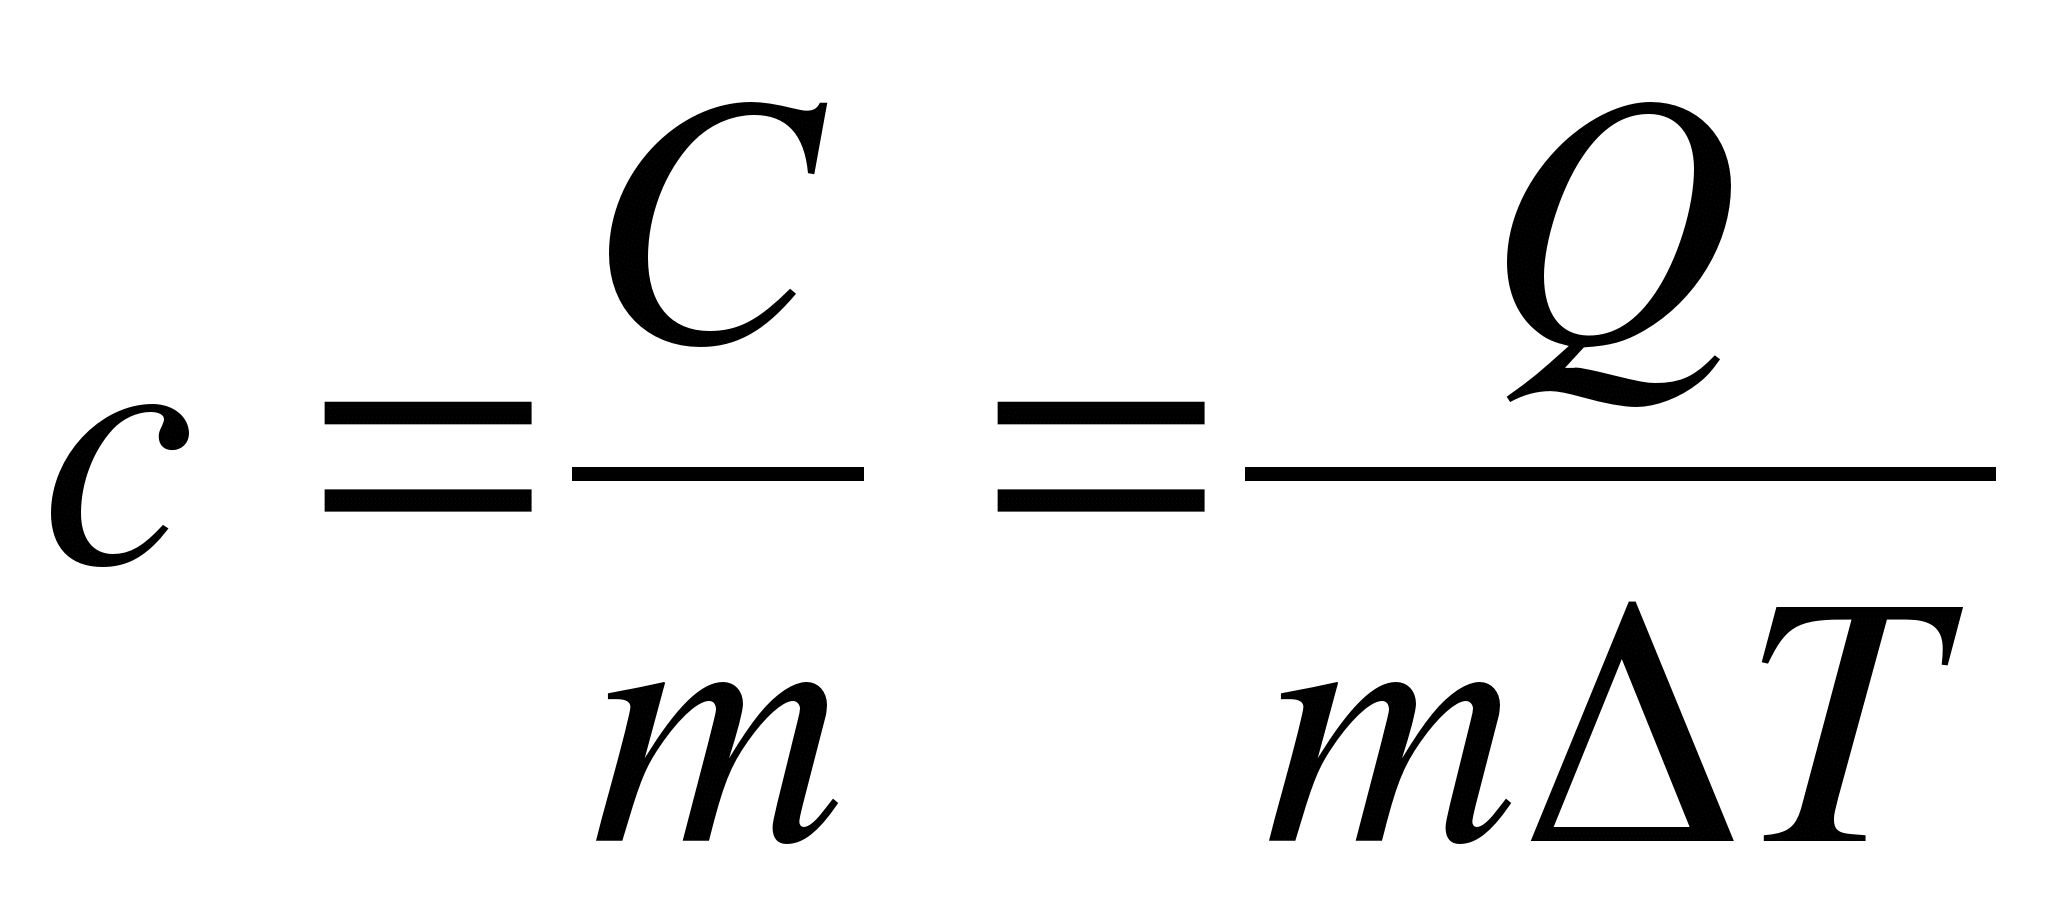 c = C/m = Q/mΔT